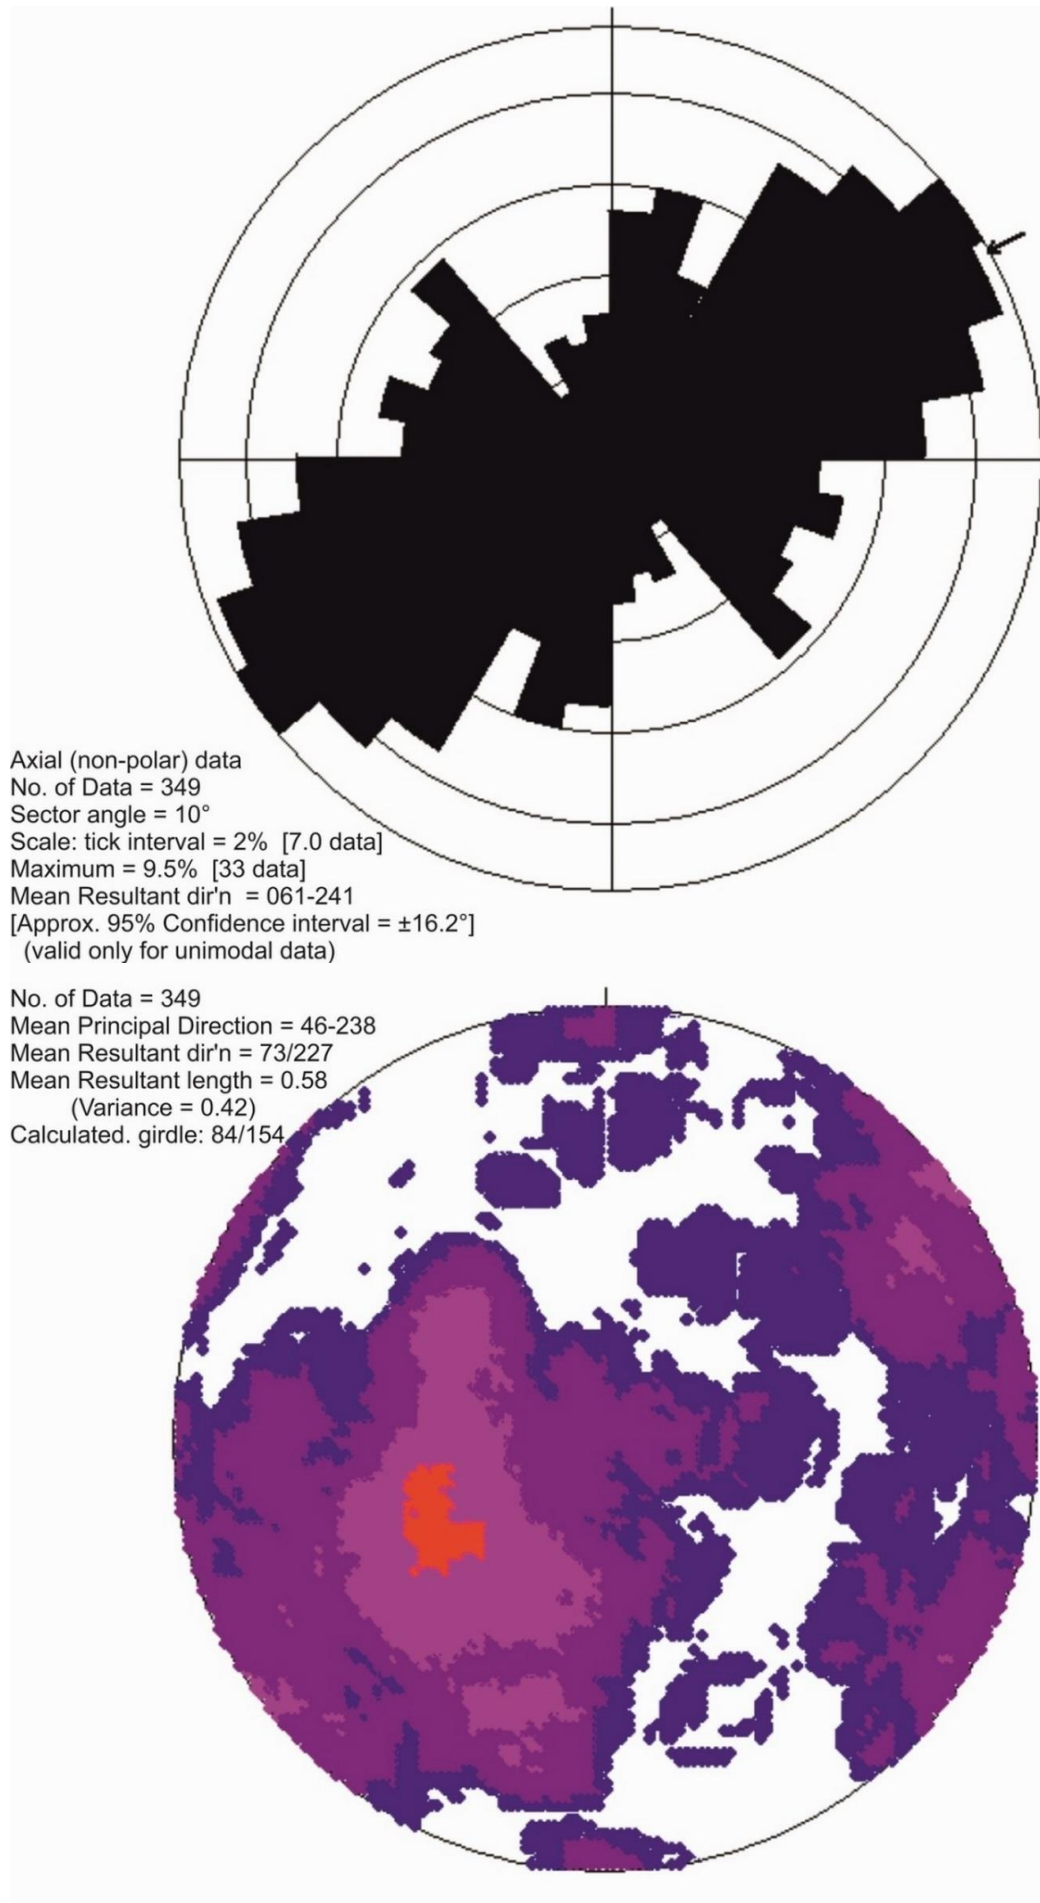 Axial (non-polar) data
No. of Data = 349
Sector angle = 10°
Scale: tick interval = 2% [7.0 data]
Maximum = 9.5% [33 data]
Mean Resultant dir'n = 061-241
[Approx. 95% Confidence interval = ±16.2°]
(valid only for unimodal data)
No. of Data = 349
Mean Principal Direction = 46-238
Mean Resultant dir'n = 73/227
Mean Resultant length = 0.58
(Variance = 0.42)
Calculated. girdle: 84/154